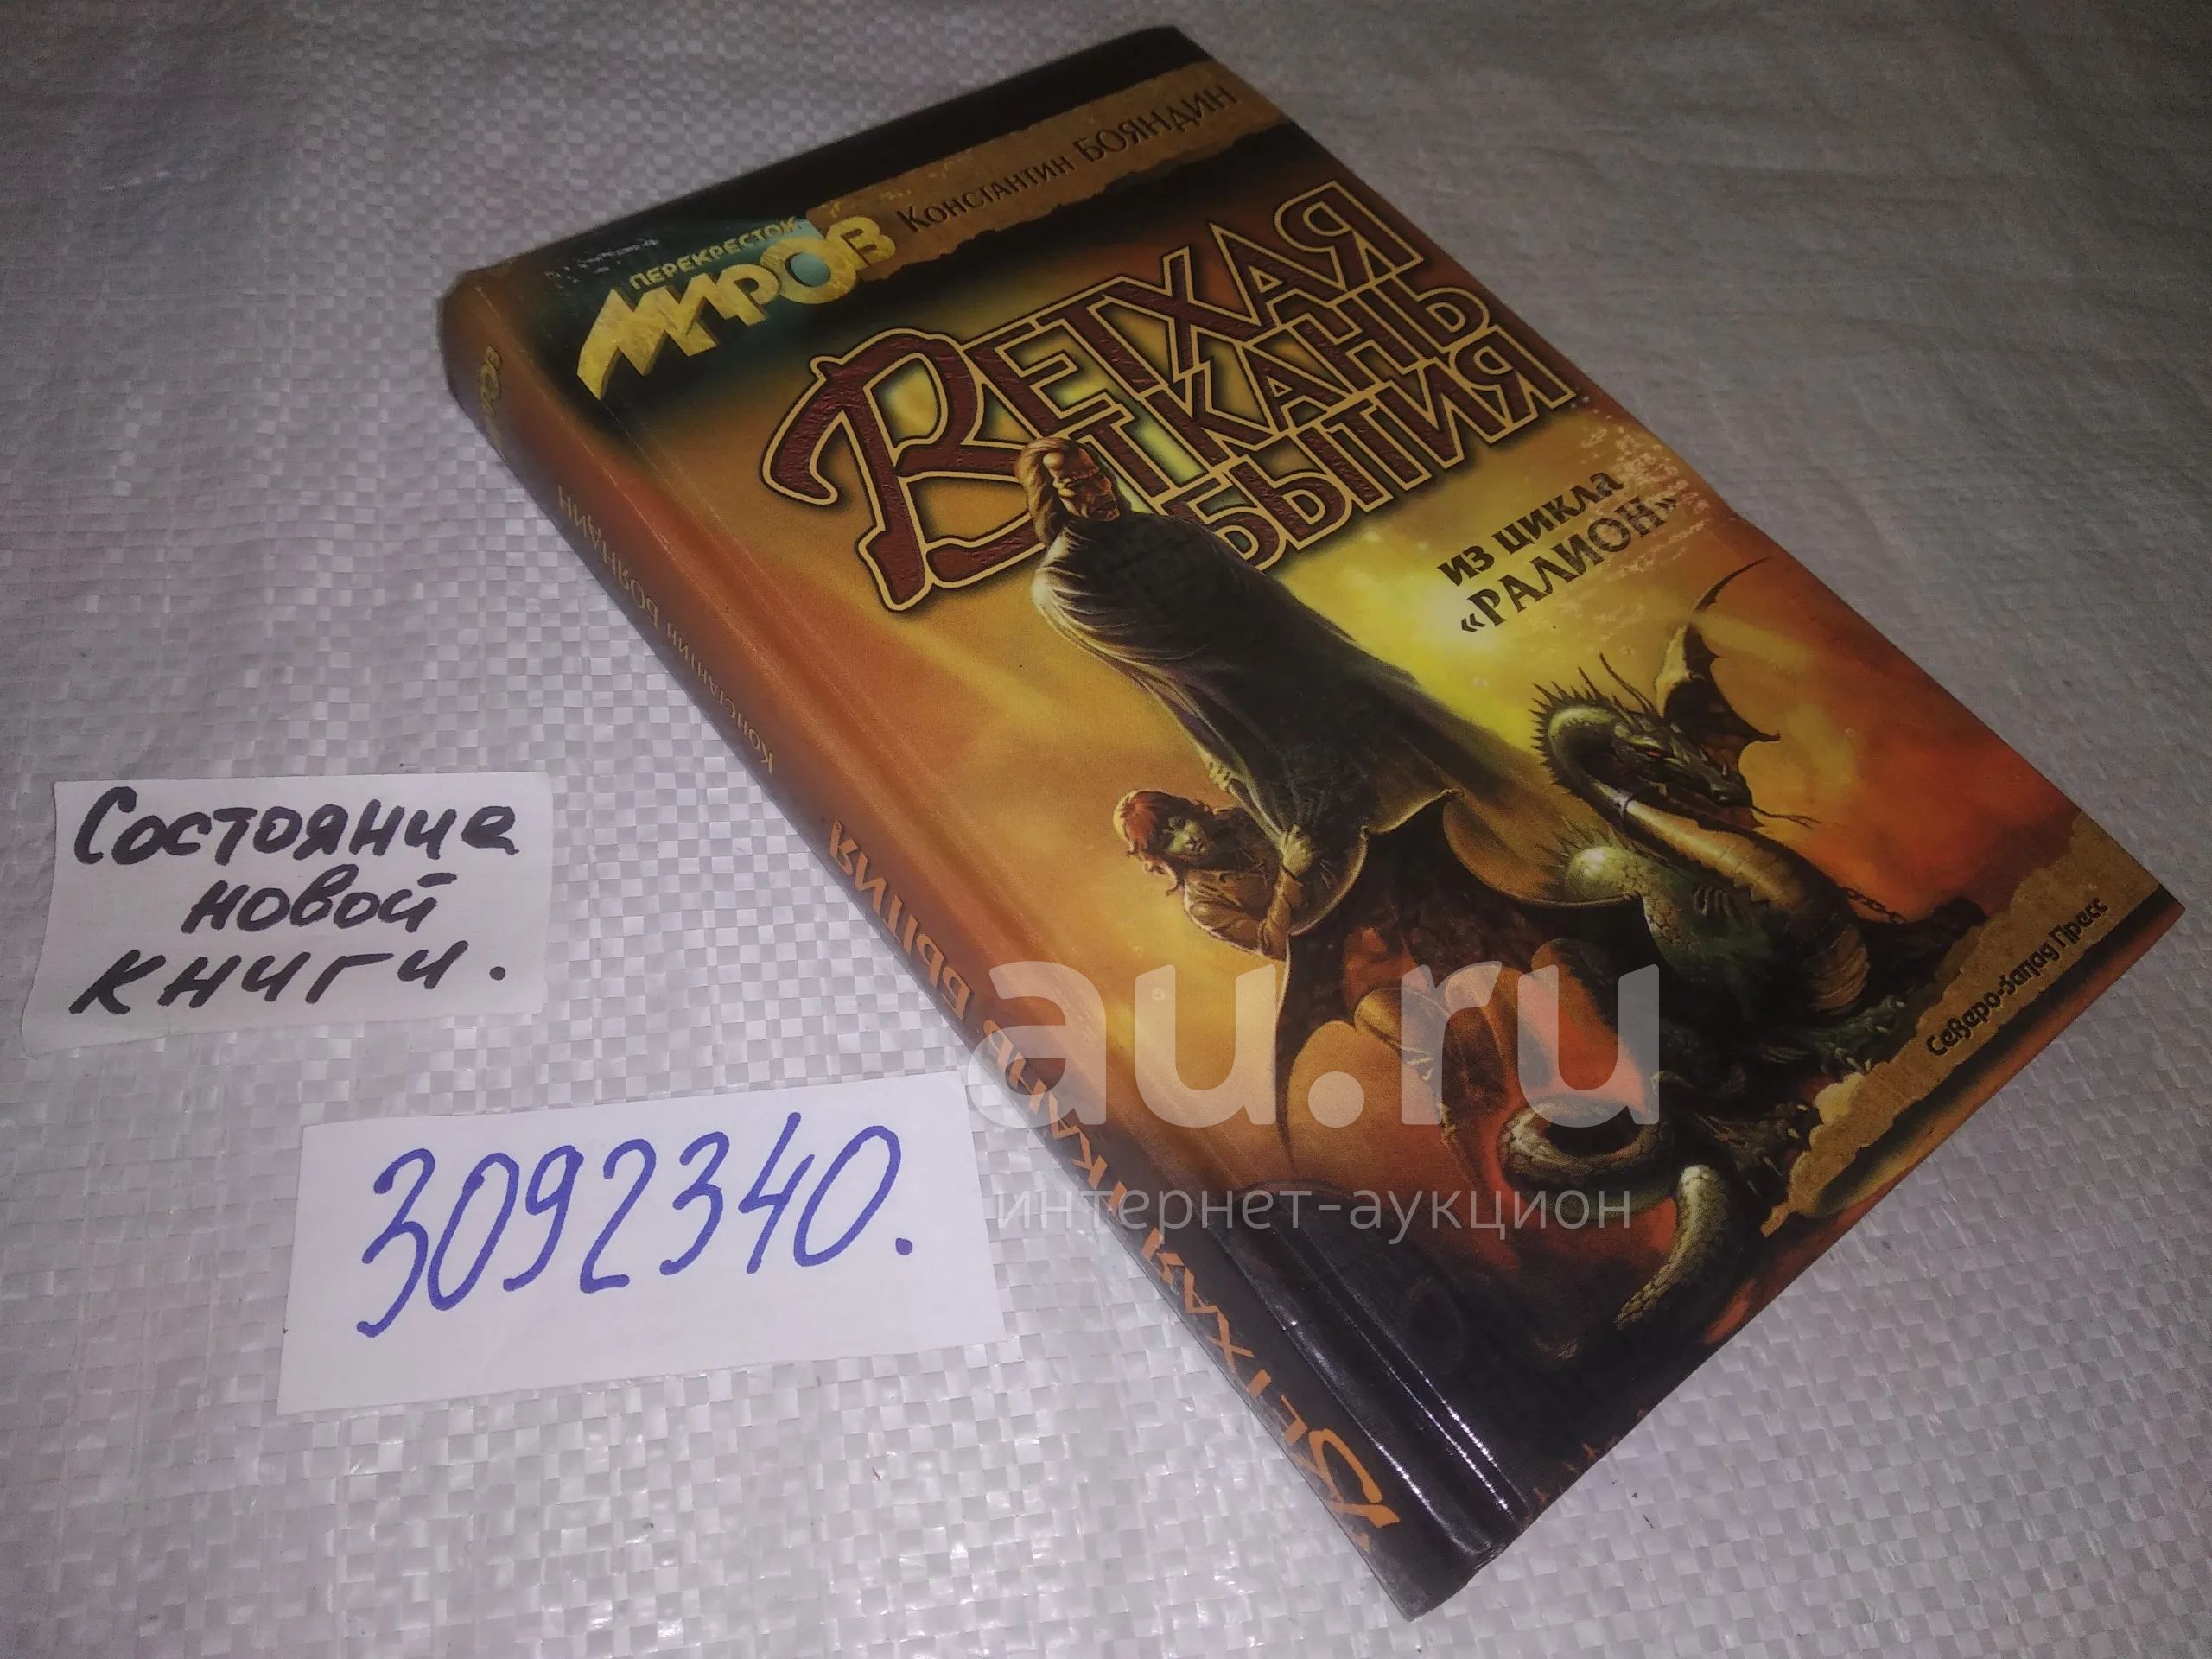 Константин БОЯНДИН
ПЕРЕКРЕСТОК
МИРОВ
ВЕТХАЯ
ТКАНЬ
БЫТИЯ
ИЗ ЦИКЛА
«РАЛИОН»
Северо-Запад Пресс
МИРОВ
Константин БОЯНДИН
ВЕТХАЯ ТКАНЬ БЫТИЯ
Состояние
новой
книги.
3092340.
au.ru
интернет-аукцион